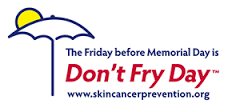 The Friday before Memorial Day is
Don't Fry Day™
www.skincancerprevention.org